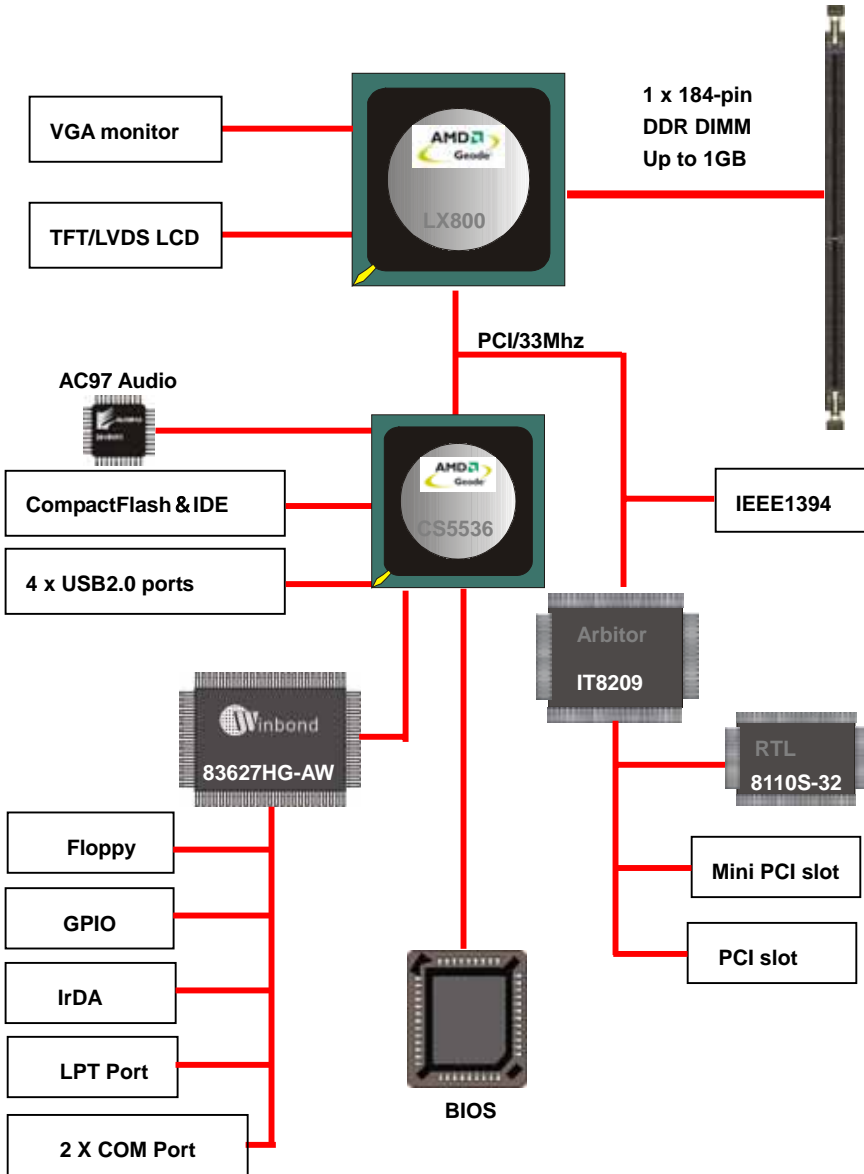 1 x 184-pin
DDR DIMM
Up to 1GB
VGA monitor
AMD
Geode
LX800
TFT/LVDS LCD
PCI/33Mhz
AC97 Audio
AMD
Geode
CS5536
CompactFlash & IDE
IEEE1394
4 x USB2.0 ports
Arbitor
IT8209
Winbond
83627HG-AW
RTL
8110S-32
Floppy
Mini PCI slot
GPIO
PCI slot
IrDA
LPT Port
BIOS
2 X COM Port